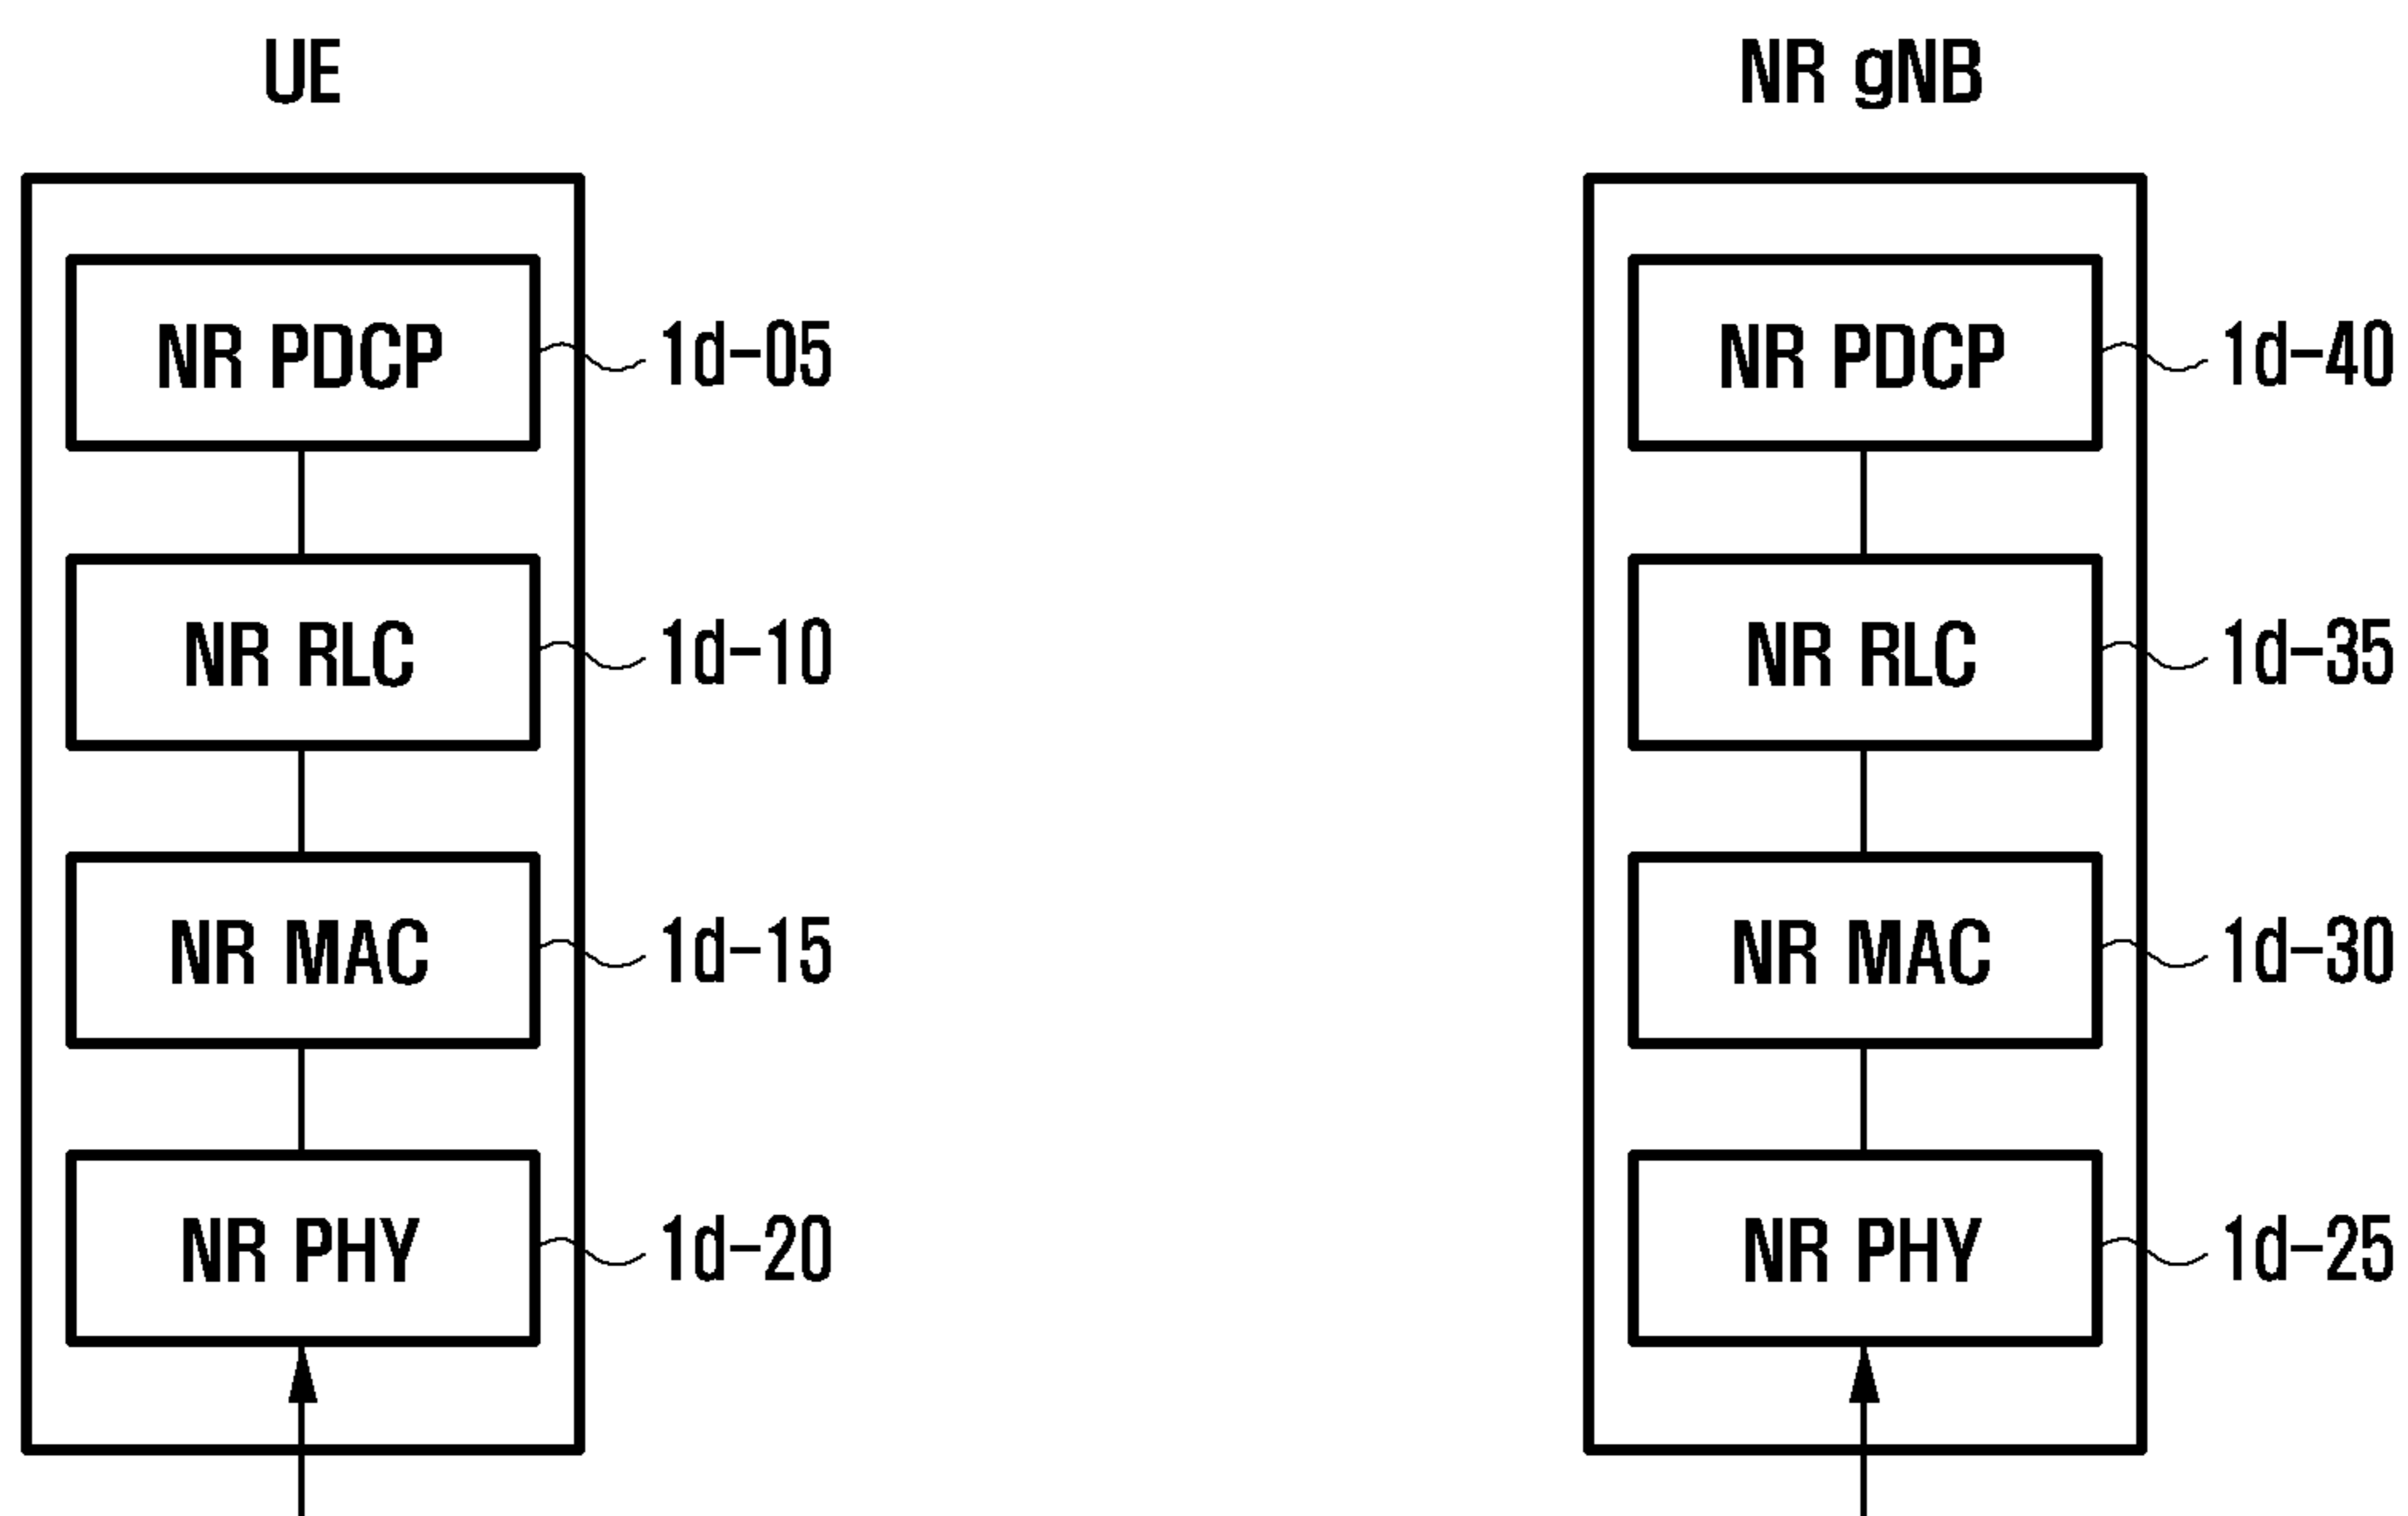 UE NR gNB
NR PDCP 1d-05 NR PDCP 1d-40
NR RLC 1d-10 NR RLC 1d-35
NR MAC 1d-15 NR MAC 1d-30
NR PHY 1d-20 NR PHY 1d-25